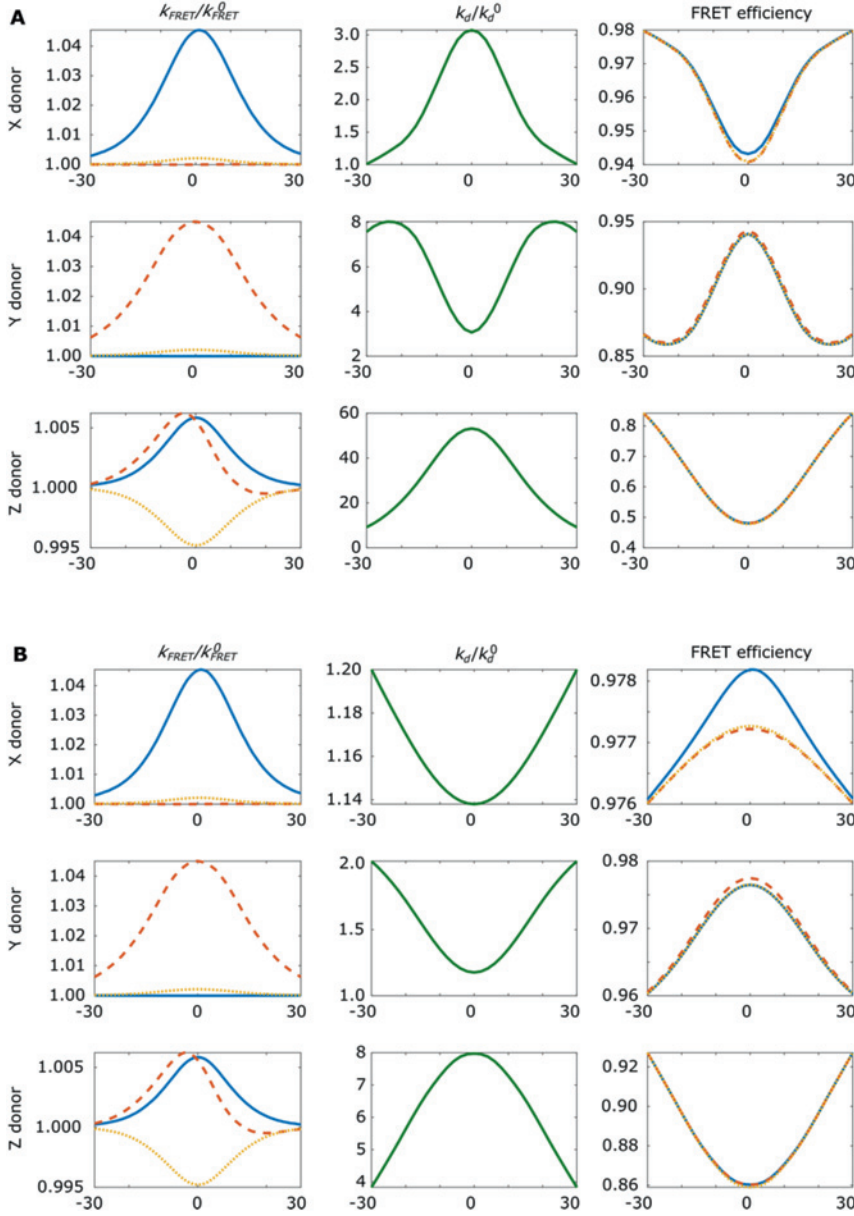 A
k_FRET/k⁰_FRET
k_d/k_d⁰
FRET efficiency
X donor
1.04
1.03
1.02
1.01
1.00
-30 0 30
3.0
2.5
2.0
1.5
1.0
-30 0 30
0.98
0.97
0.96
0.95
0.94
-30 0 30
Y donor
1.04
1.03
1.02
1.01
1.00
-30 0 30
8
6
4
2
-30 0 30
0.95
0.90
0.85
-30 0 30
Z donor
1.005
1.000
0.995
-30 0 30
60
40
20
0
-30 0 30
0.8
0.7
0.6
0.5
0.4
-30 0 30
B
k_FRET/k⁰_FRET
k_d/k_d⁰
FRET efficiency
X donor
1.04
1.03
1.02
1.01
1.00
-30 0 30
1.20
1.18
1.16
1.14
-30 0 30
0.978
0.977
0.976
-30 0 30
Y donor
1.04
1.03
1.02
1.01
1.00
-30 0 30
2.0
1.5
1.0
-30 0 30
0.98
0.97
0.96
-30 0 30
Z donor
1.005
1.000
0.995
-30 0 30
8
7
6
5
4
-30 0 30
0.92
0.90
0.88
0.86
-30 0 30